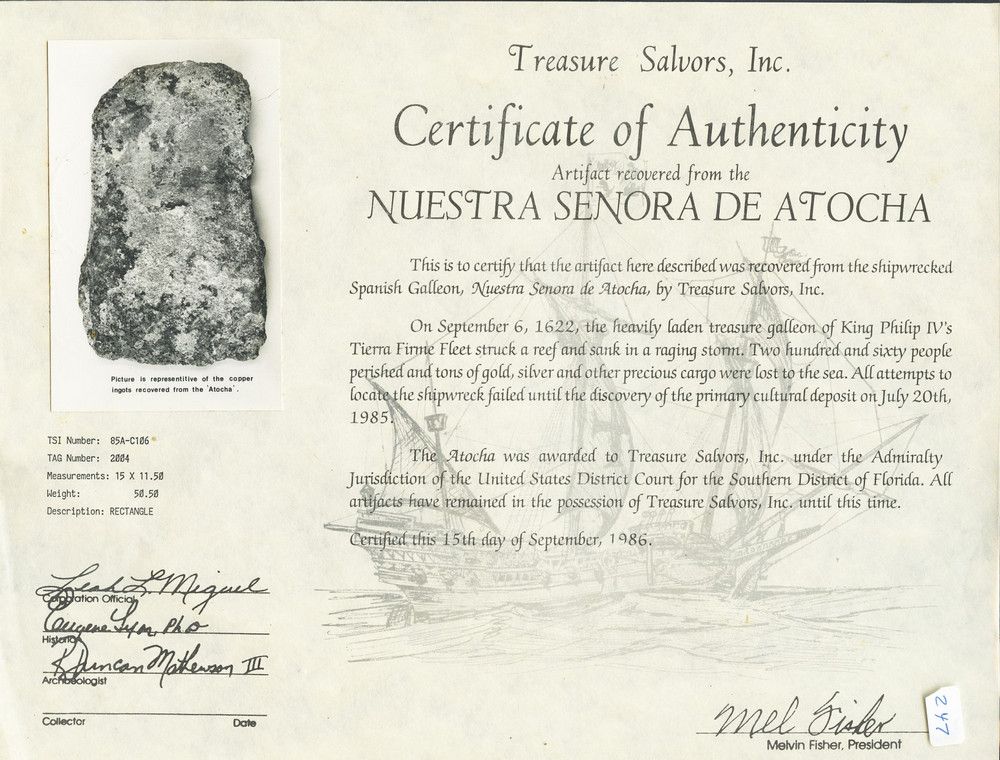 Treasure Salvors, Inc.
Certificate of Authenticity
Artifact recovered from the
NUESTRA SENORA DE ATOCHA
This is to certify that the artifact here described was recovered from the shipwrecked
Spanish Galleon, Nuestra Senora de Atocha, by Treasure Salvors, Inc.
On September 6, 1622, the heavily laden treasure galleon of King Philip IV's
Tierra Firme Fleet struck a reef and sank in a raging storm. Two hundred and sixty people
perished and tons of gold, silver and other precious cargo were lost to the sea. All attempts to
locate the shipwreck failed until the discovery of the primary cultural deposit on July 20th,
1985.
The Atocha was awarded to Treasure Salvors, Inc. under the Admiralty
Jurisdiction of the United States District Court for the Southern District of Florida. All
artifacts have remained in the possession of Treasure Salvors, Inc. until this time.
Certified this 15th day of September, 1986.
Picture is representitive of the copper
ingots recovered from the 'Atocha'.
TSI Number: 85A-C106
TAG Number: 2004
Measurements: 15 X 11.50
Weight: 50.50
Description: RECTANGLE
Leah L. Miguel
Corporation Official
Eugene Lyon, PhD
Historian
R Duncan Mathewson III
Archeologist
Collector Date
Mel Fisher
Melvin Fisher, President
247